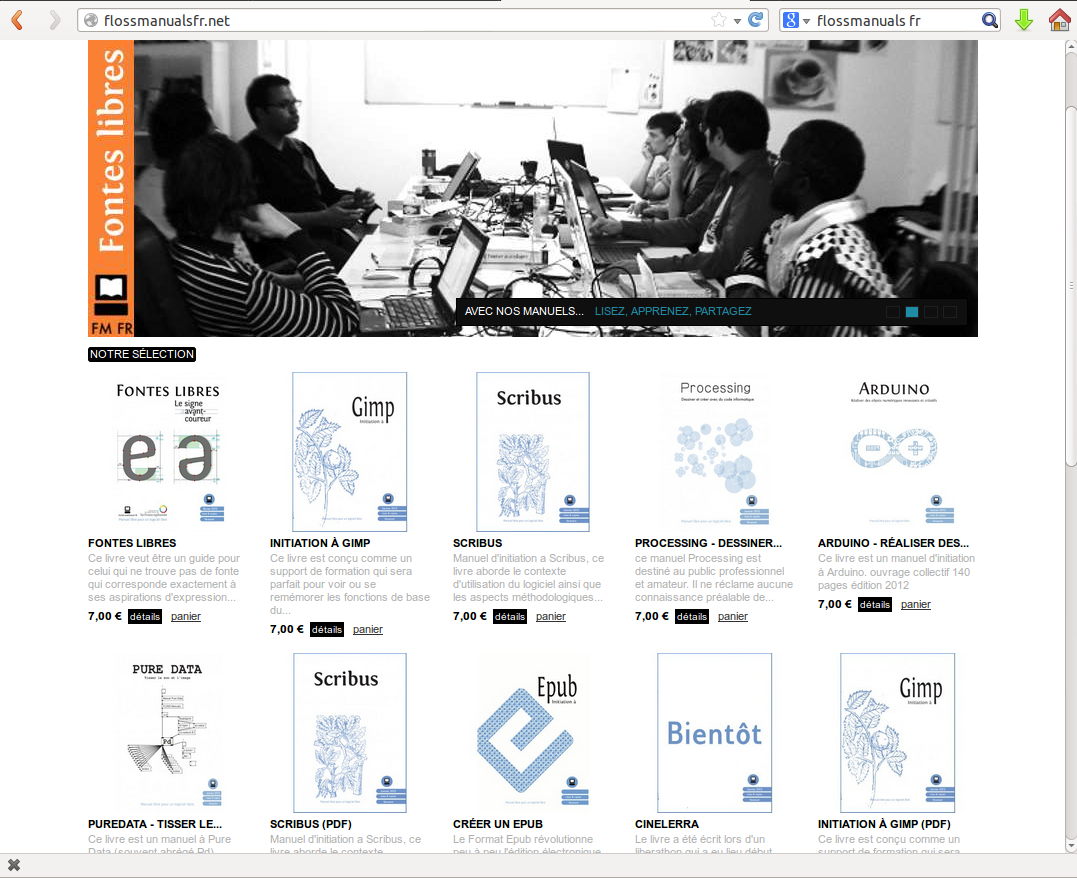 flossmanualsfr.net
flossmanuals fr
Fontes libres
FM FR
AVEC NOS MANUELS... LISEZ, APPRENEZ, PARTAGEZ
NOTRE SÉLECTION
FONTES LIBRES
Le signe
avant-
coureur
ea
Gimp
Initiation à
Scribus
Processing
Dessiner et créer avec du code informatique
ARDUINO
FONTES LIBRES
Ce livre veut être un guide pour
celui qui ne trouve pas de fonte
qui corresponde exactement à
ses aspirations d'expression...
7,00 € détails panier
INITIATION À GIMP
Ce livre est conçu comme un
support de formation qui sera
parfait pour voir ou se
remémorer les fonctions de base
du...
7,00 € détails panier
SCRIBUS
Manuel d'initiation a Scribus, ce
livre aborde le contexte
d'utilisation du logiciel ainsi que
les aspects méthodologiques...
7,00 € détails panier
PROCESSING - DESSINER...
ce manuel Processing est
destiné au public professionnel
et amateur. Il ne réclame aucune
connaissance préalable de...
7,00 € détails panier
ARDUINO - RÉALISER DES...
Ce livre est un manuel d'initiation
à Arduino. ouvrage collectif 140
pages édition 2012
7,00 € détails panier
PURE DATA
Tisser le son et l'image
Pd
Scribus
Epub
Initiation à
Bientôt
Gimp
Initiation à
PUREDATA - TISSER LE...
Ce livre est un manuel à Pure
Data (souvent abrégé Pd)
SCRIBUS (PDF)
Manuel d'initiation a Scribus, ce
livre aborde le contexte
CRÉER UN EPUB
Le Format Epub révolutionne
peu à peu l'édition électronique
CINELERRA
Le livre a été écrit lors d'un
liberathon qui a eu lieu début
INITIATION À GIMP (PDF)
Ce livre est conçu comme un
support de formation qui sera